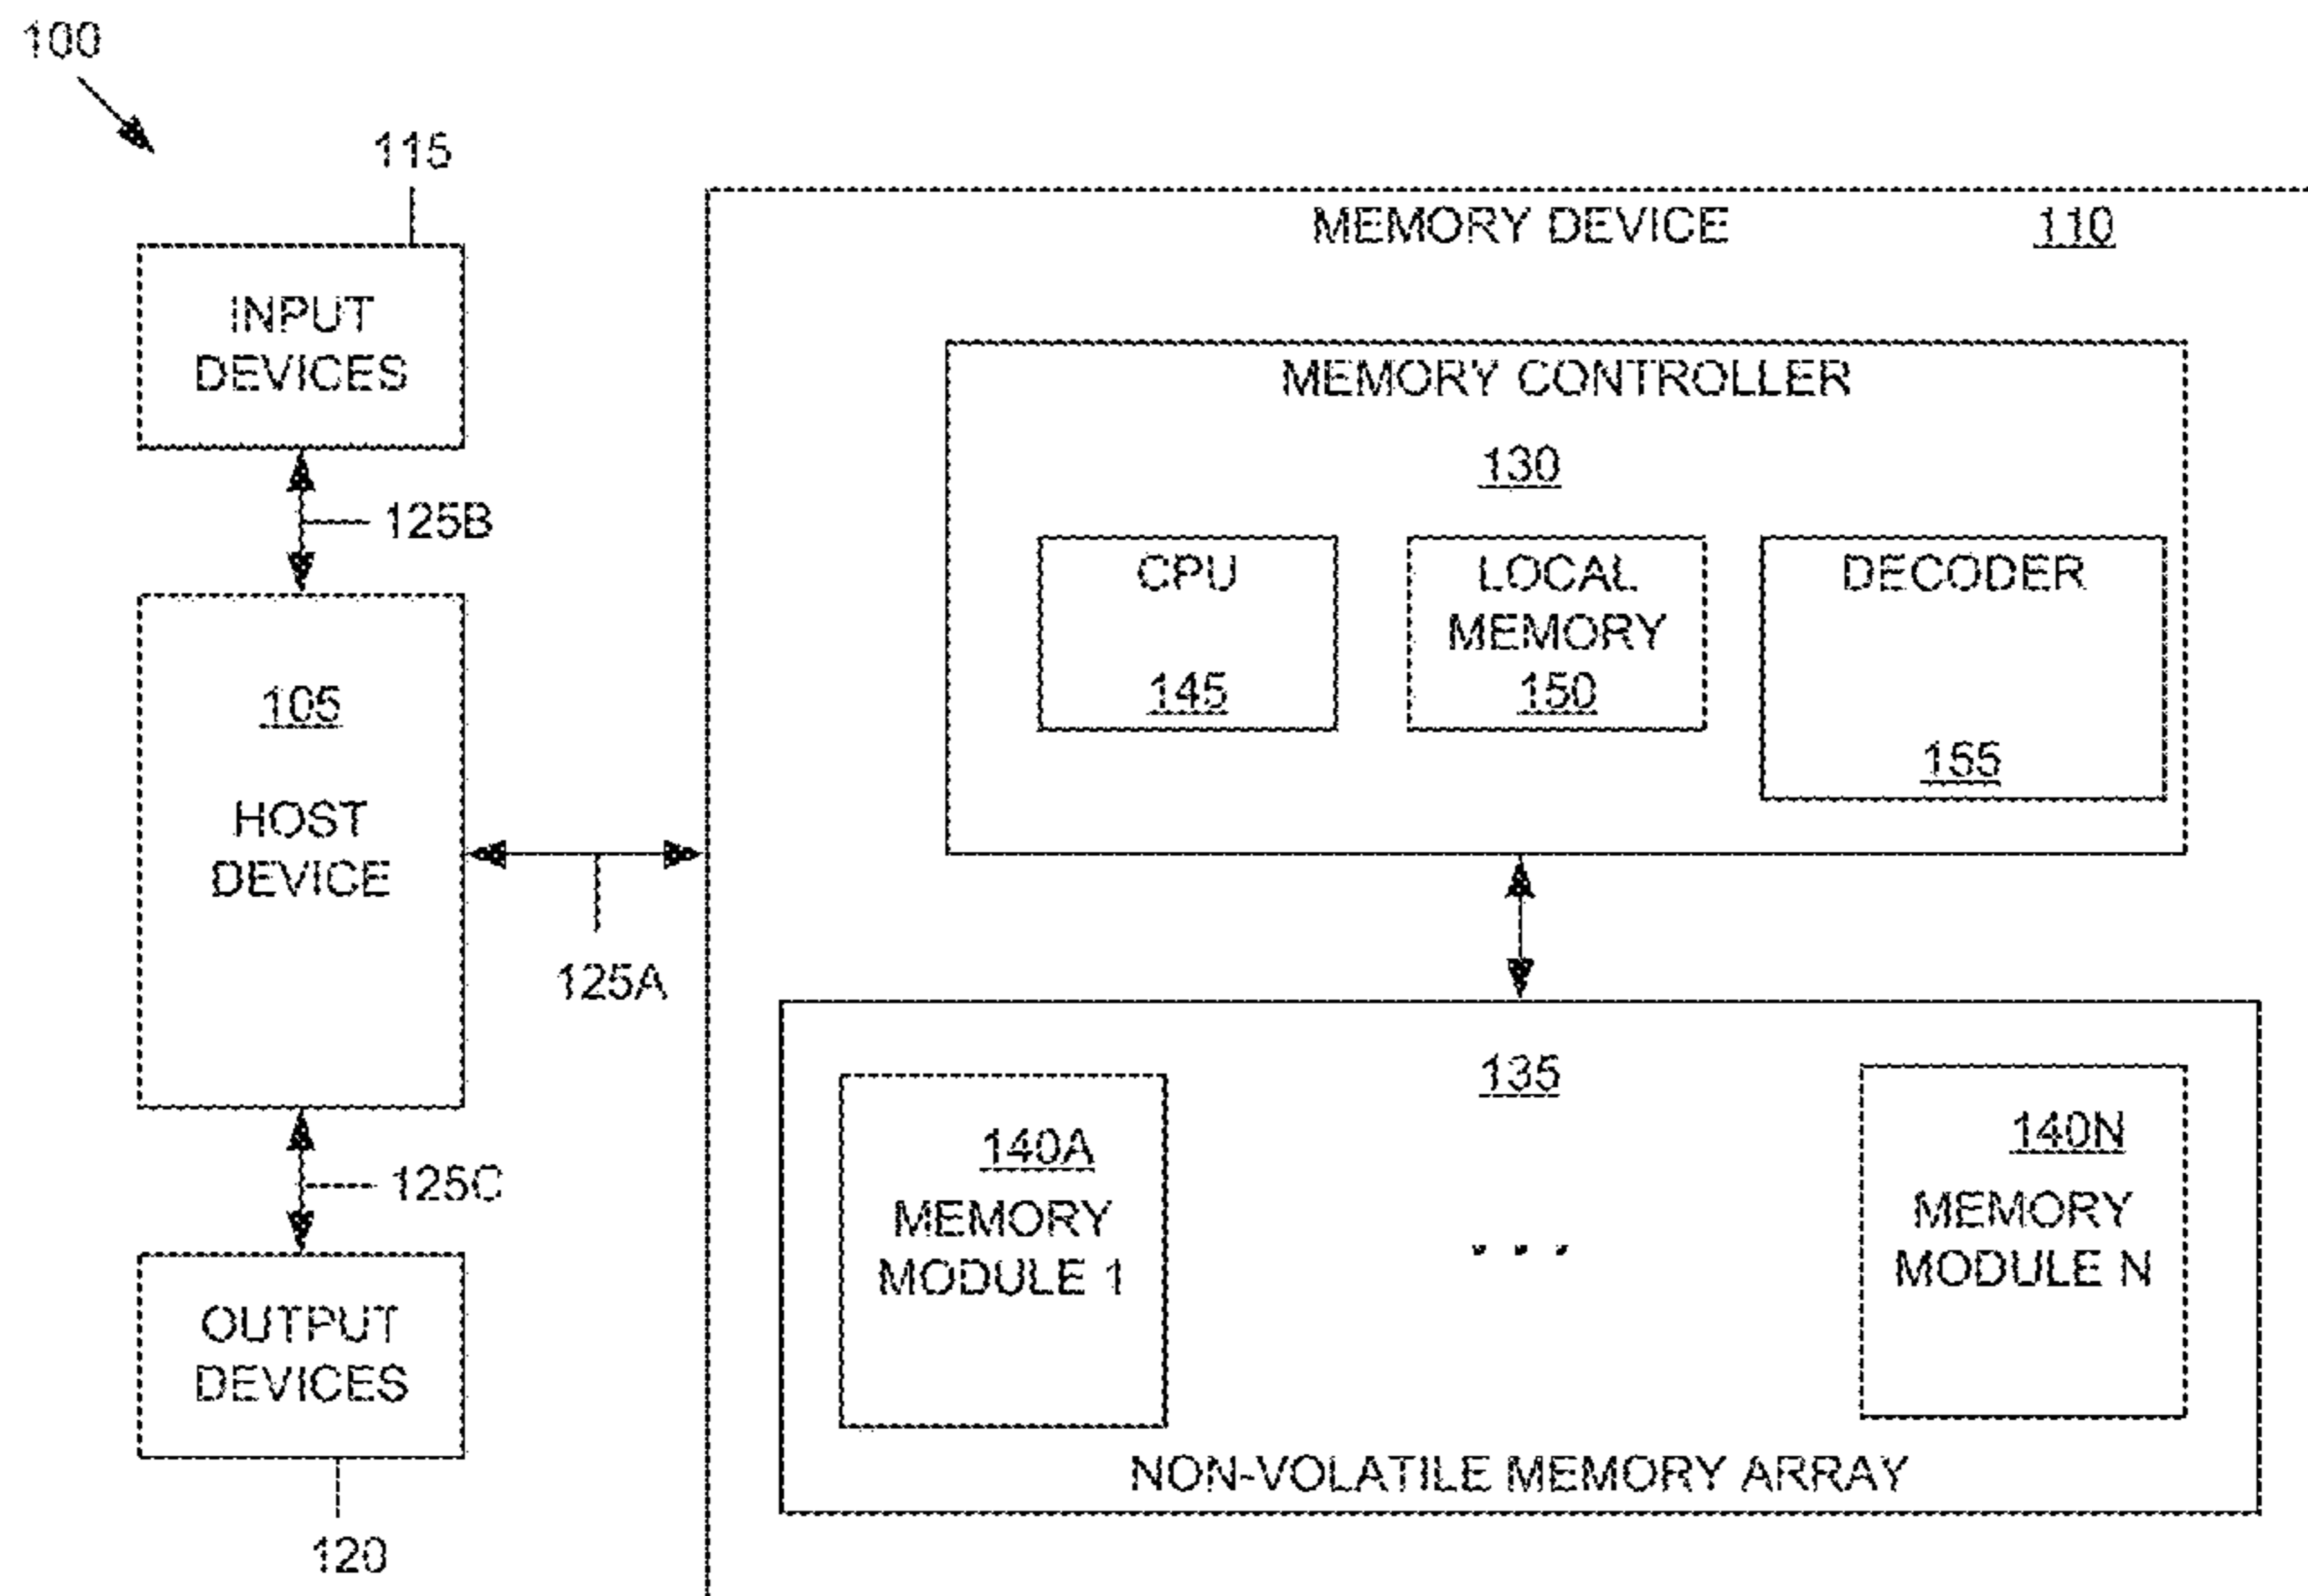 100
115
INPUT
DEVICES
125B
105
HOST
DEVICE
125A
125C
OUTPUT
DEVICES
120
MEMORY DEVICE 110
MEMORY CONTROLLER
130
CPU
145
LOCAL
MEMORY
150
DECODER
155
135
140A
MEMORY
MODULE 1
. . .
140N
MEMORY
MODULE N
NON-VOLATILE MEMORY ARRAY